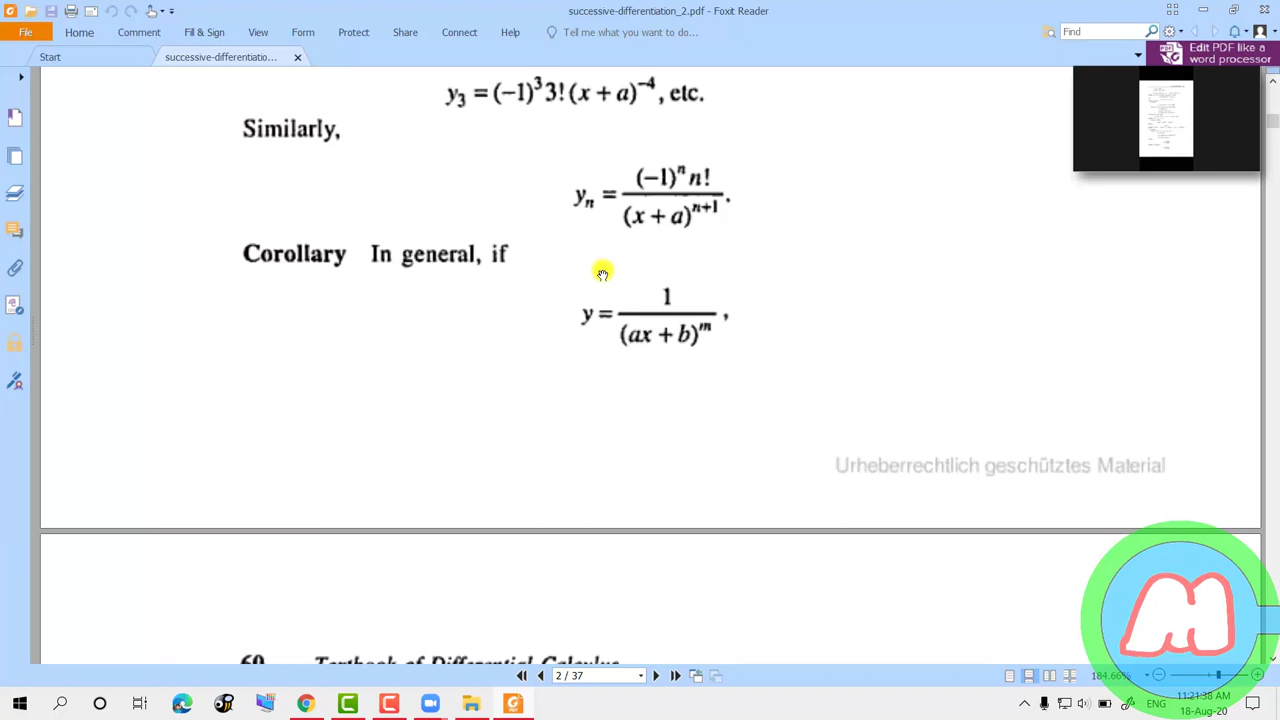 successive-differentiation_2.pdf - Foxit Reader
File Home Comment Fill & Sign View Form Protect Share Connect Help Tell me what you want to do... Find
Start successive-differentiatio... Edit PDF like a
word processor
y₃ = (−1)³3!(x + a)⁻⁴, etc.
Similarly,
yₙ = (−1)ⁿ n! / (x + a)ⁿ⁺¹.
Corollary In general, if
y = 1 / (ax + b)ᵐ,
Urheberrechtlich geschütztes Material
M
2 / 37
184.66%
ENG
11:21:38 AM
18-Aug-20